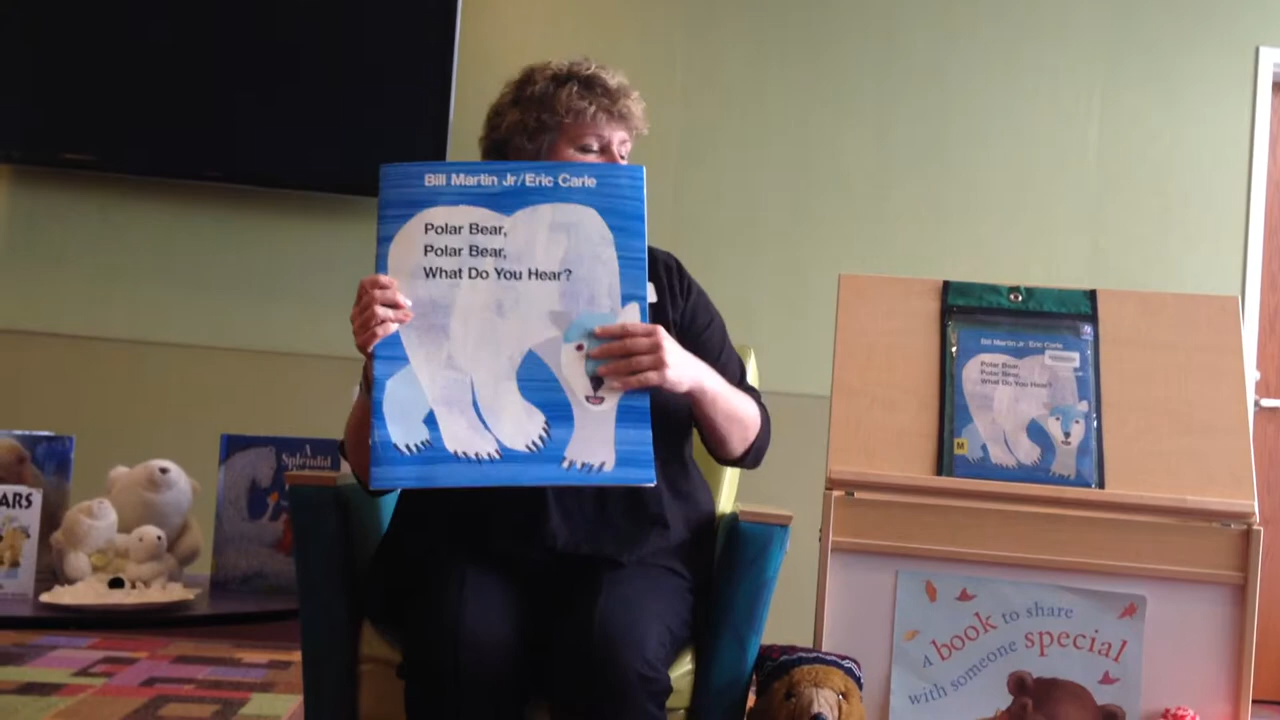 Bill Martin Jr/Eric Carle
Polar Bear,
Polar Bear,
What Do You Hear?
Bill Martin Jr/Eric Carle
Polar Bear,
Polar Bear,
What Do You Hear?
M
A
Splendid
ARS
A book to share
with someone special